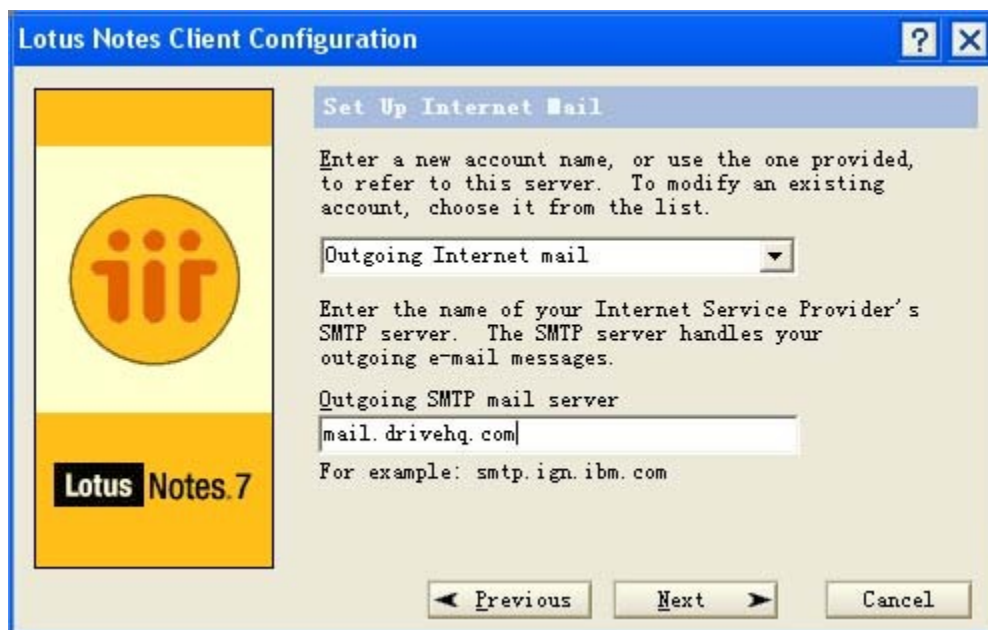 Lotus Notes Client Configuration
Set Up Internet Mail
Enter a new account name, or use the one provided,
to refer to this server. To modify an existing
account, choose it from the list.
Outgoing Internet mail
Enter the name of your Internet Service Provider's
SMTP server. The SMTP server handles your
outgoing e-mail messages.
Outgoing SMTP mail server
mail.drivehq.com
For example: smtp.ign.ibm.com
Lotus Notes.7
Previous
Next
Cancel